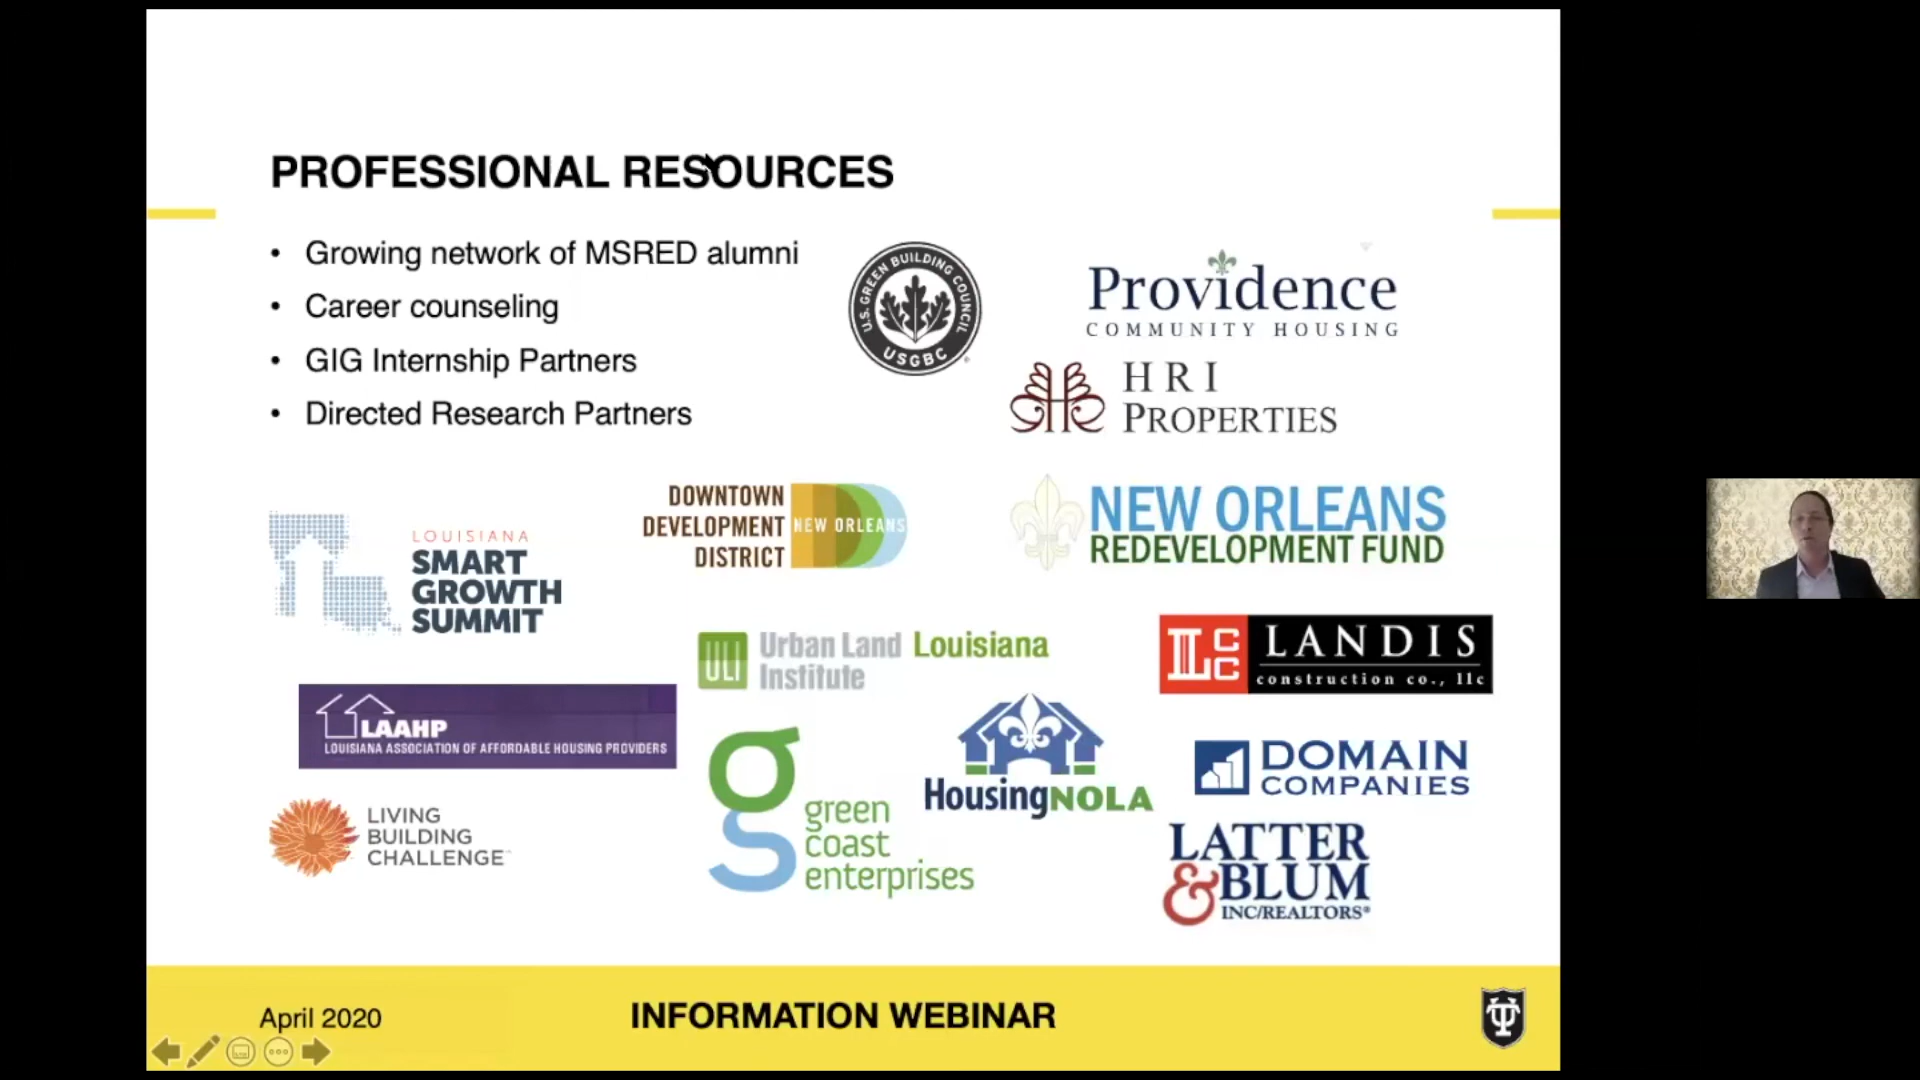 PROFESSIONAL RESOURCES
• Growing network of MSRED alumni
• Career counseling
• GIG Internship Partners
• Directed Research Partners
U.S. GREEN BUILDING COUNCIL
USGBC
Providence
COMMUNITY HOUSING
HRI
PROPERTIES
LOUISIANA
SMART
GROWTH
SUMMIT
DOWNTOWN
DEVELOPMENT
DISTRICT
NEW ORLEANS
NEW ORLEANS
REDEVELOPMENT FUND
ULI Urban Land Louisiana
Institute
LCCC LANDIS
construction co., llc
LAAHP
LOUISIANA ASSOCIATION OF AFFORDABLE HOUSING PROVIDERS
LIVING
BUILDING
CHALLENGE
gs
green
coast
enterprises
HousingNOLA
DOMAIN
COMPANIES
LATTER
&BLUM
INC/REALTORS®
April 2020
INFORMATION WEBINAR